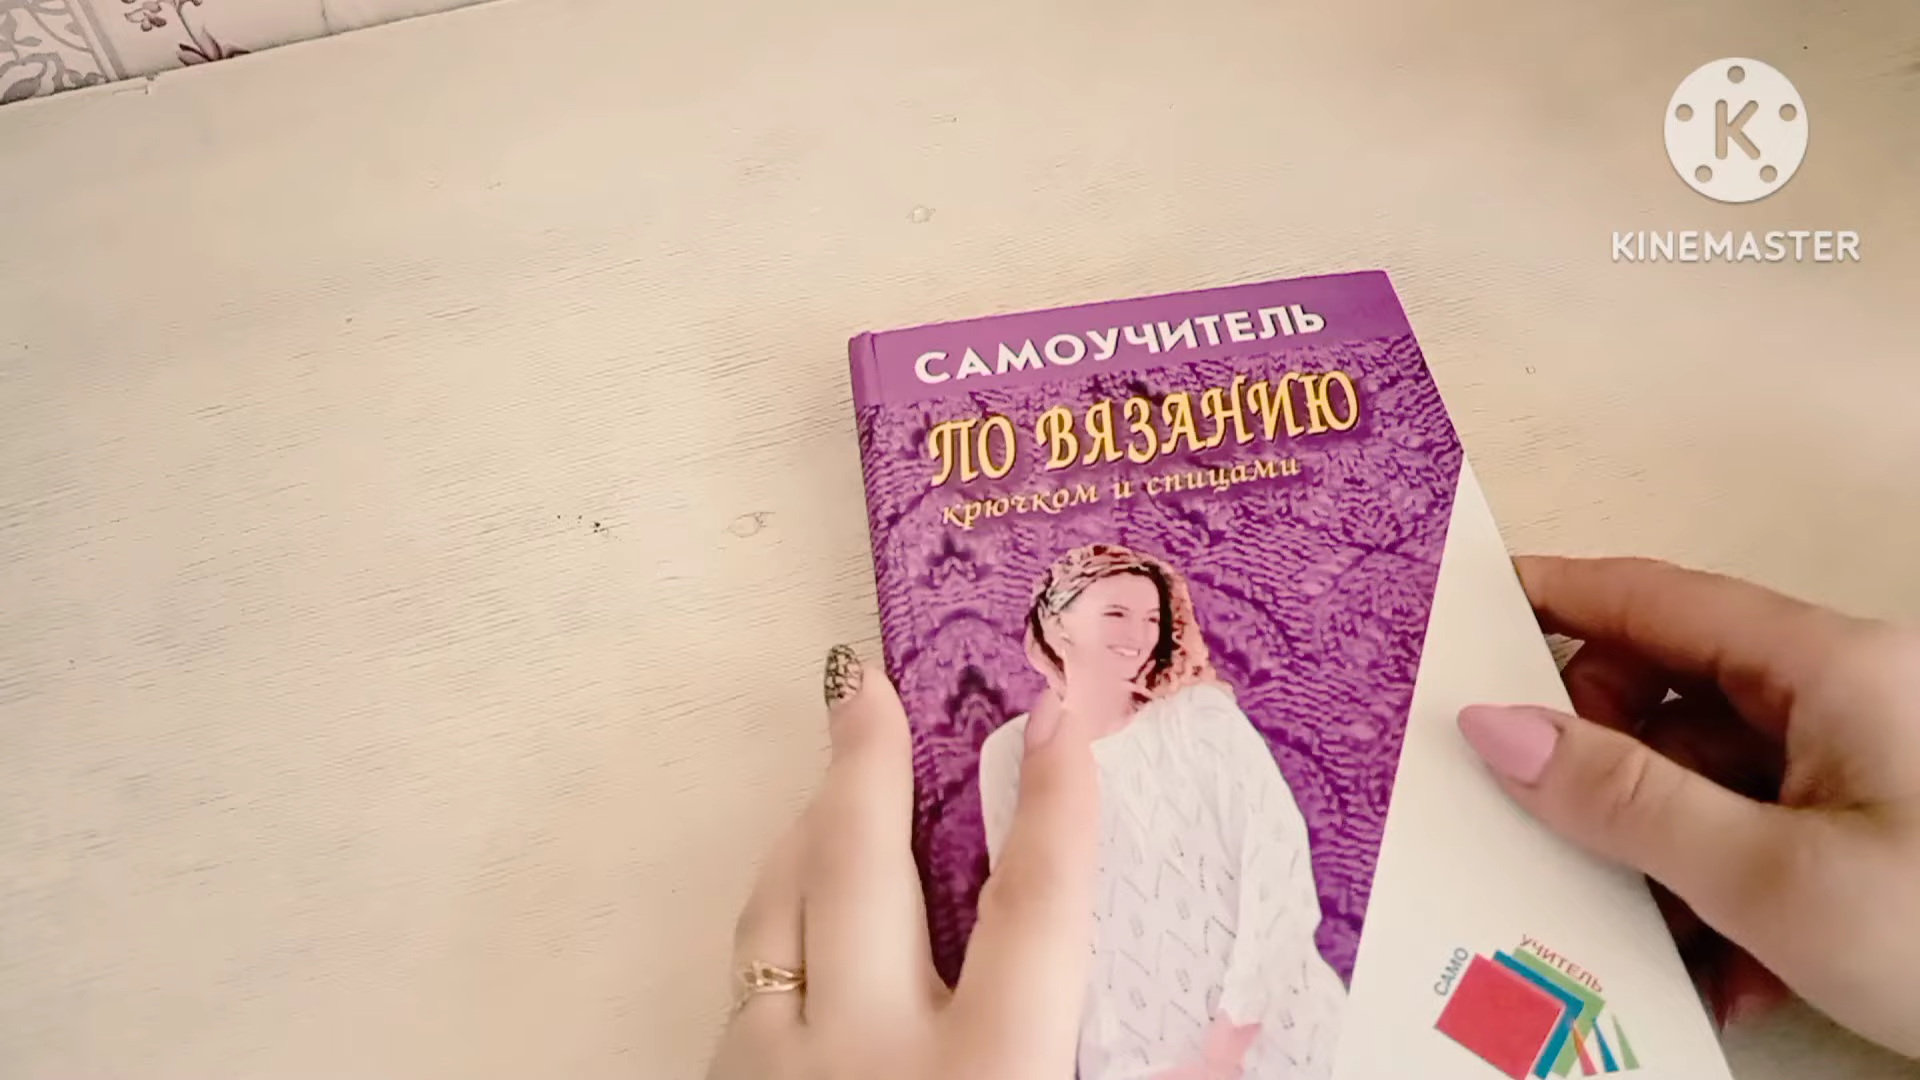 K
KINEMASTER
САМОУЧИТЕЛЬ
ПО ВЯЗАНИЮ
крючком и спицами
САМО
УЧИТЕЛЬ